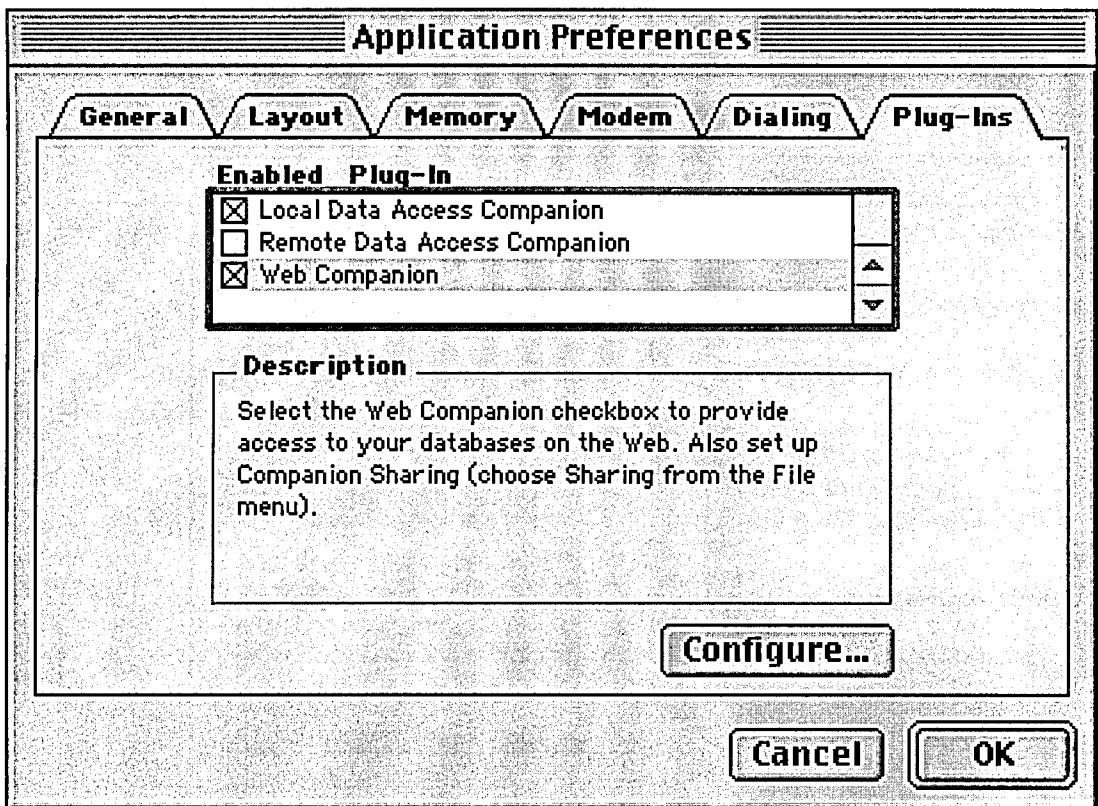 Application Preferences
General Layout Memory Modem Dialing Plug-Ins
Enabled Plug-In
Local Data Access Companion
Remote Data Access Companion
Web Companion
Description
Select the Web Companion checkbox to provide
access to your databases on the Web. Also set up
Companion Sharing (choose Sharing from the File
menu).
Configure...
Cancel OK